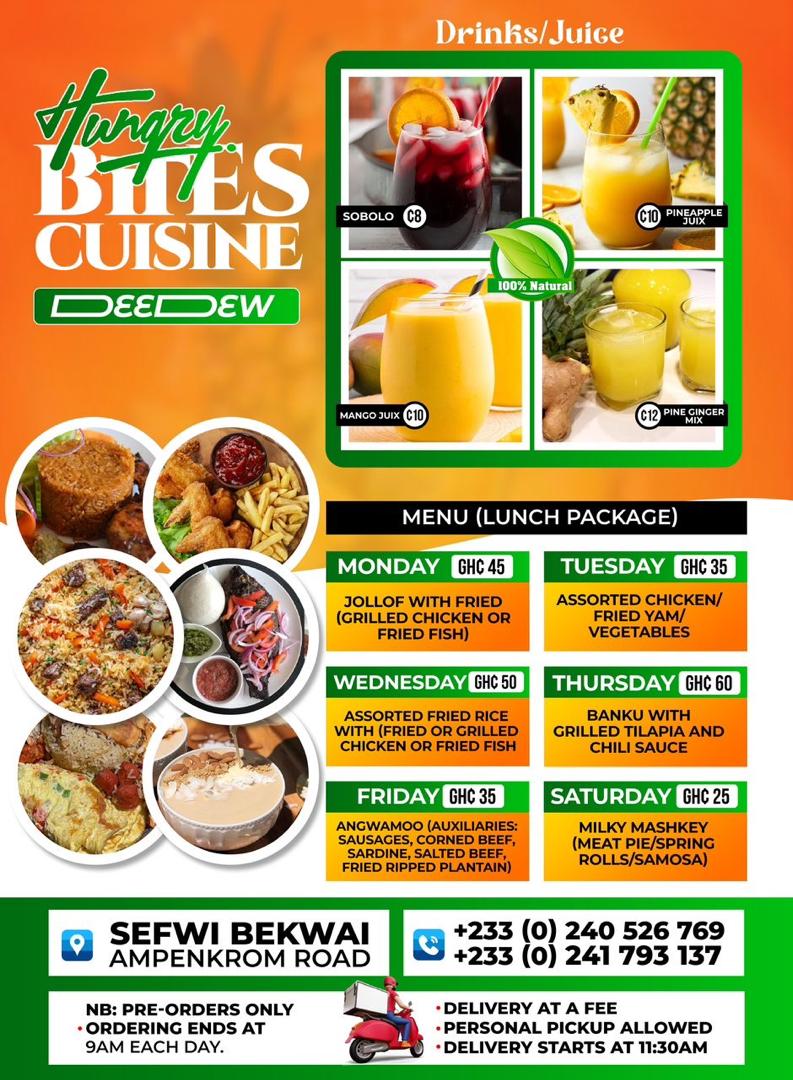 Drinks/Juice
Hungry
BITES
CUISINE
DEEDEW
SOBOLO ₵8
₵10 PINEAPPLE
JUIX
100% Natural
MANGO JUIX ₵10
₵12 PINE GINGER
MIX
MENU (LUNCH PACKAGE)
MONDAY GH₵ 45
JOLLOF WITH FRIED
(GRILLED CHICKEN OR
FRIED FISH)
TUESDAY GH₵ 35
ASSORTED CHICKEN/
FRIED YAM/
VEGETABLES
WEDNESDAY GH₵ 50
ASSORTED FRIED RICE
WITH (FRIED OR GRILLED
CHICKEN OR FRIED FISH
THURSDAY GH₵ 60
BANKU WITH
GRILLED TILAPIA AND
CHILI SAUCE
FRIDAY GH₵ 35
ANGWAMOO (AUXILIARIES:
SAUSAGES, CORNED BEEF,
SARDINE, SALTED BEEF,
FRIED RIPPED PLANTAIN)
SATURDAY GH₵ 25
MILKY MASHKEY
(MEAT PIE/SPRING
ROLLS/SAMOSA)
SEFWI BEKWAI
AMPENKROM ROAD
+233 (0) 240 526 769
+233 (0) 241 793 137
NB: PRE-ORDERS ONLY
• ORDERING ENDS AT
9AM EACH DAY.
• DELIVERY AT A FEE
• PERSONAL PICKUP ALLOWED
• DELIVERY STARTS AT 11:30AM